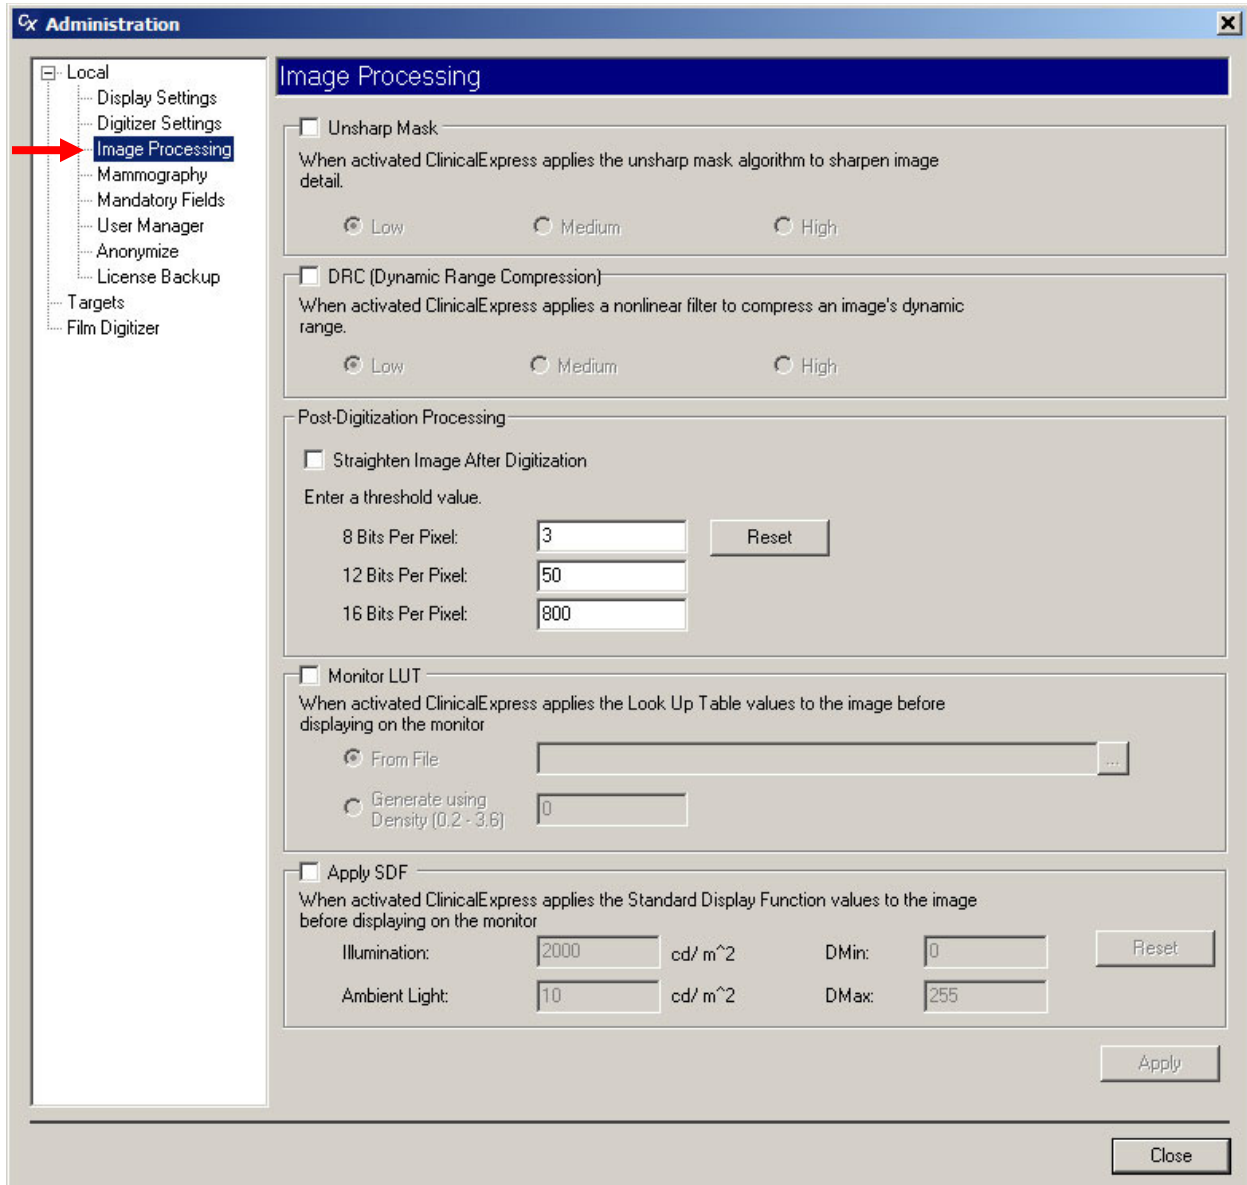 Cx Administration
Local
Display Settings
Digitizer Settings
Image Processing
Mammography
Mandatory Fields
User Manager
Anonymize
License Backup
Targets
Film Digitizer
Image Processing
Unsharp Mask
When activated ClinicalExpress applies the unsharp mask algorithm to sharpen image
detail.
Low Medium High
DRC (Dynamic Range Compression)
When activated ClinicalExpress applies a nonlinear filter to compress an image's dynamic
range.
Low Medium High
Post-Digitization Processing
Straighten Image After Digitization
Enter a threshold value.
8 Bits Per Pixel: 3 Reset
12 Bits Per Pixel: 50
16 Bits Per Pixel: 800
Monitor LUT
When activated ClinicalExpress applies the Look Up Table values to the image before
displaying on the monitor
From File ...
Generate using
Density (0.2 - 3.6) 0
Apply SDF
When activated ClinicalExpress applies the Standard Display Function values to the image
before displaying on the monitor
Illumination: 2000 cd/ m^2 DMin: 0 Reset
Ambient Light: 10 cd/ m^2 DMax: 255
Apply
Close